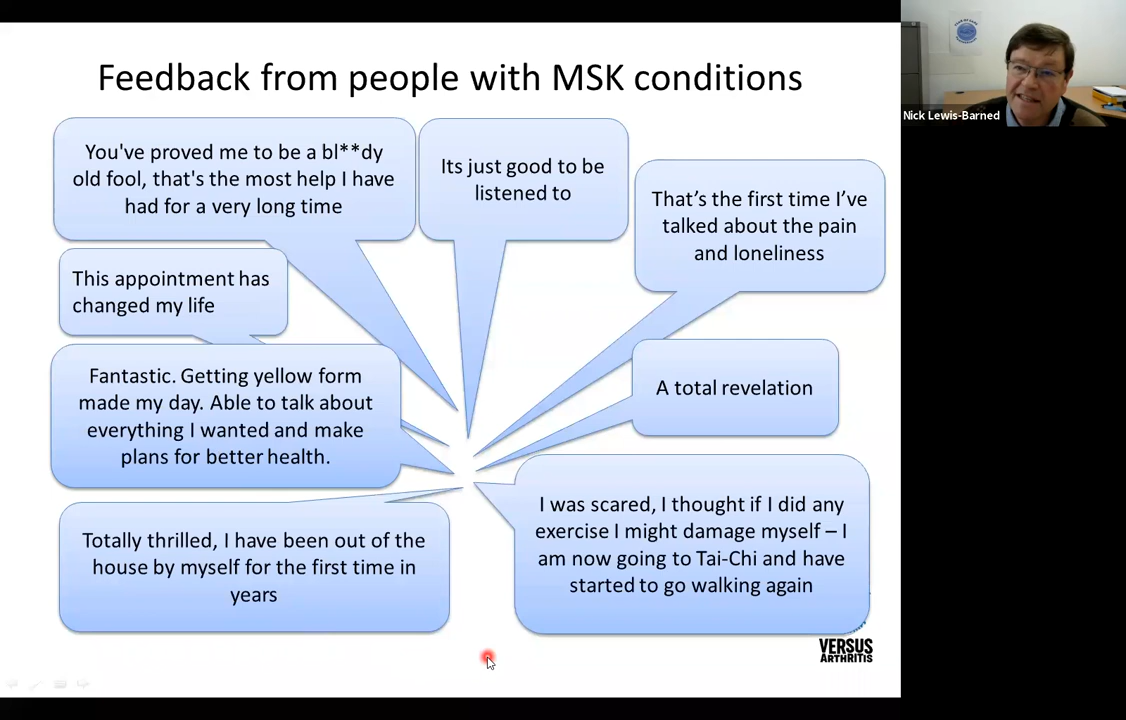 Feedback from people with MSK conditions
Nick Lewis-Barned
You've proved me to be a bl**dy
old fool, that's the most help I have
had for a very long time
Its just good to be
listened to
That’s the first time I’ve
talked about the pain
and loneliness
This appointment has
changed my life
Fantastic. Getting yellow form
made my day. Able to talk about
everything I wanted and make
plans for better health.
A total revelation
I was scared, I thought if I did any
exercise I might damage myself – I
am now going to Tai-Chi and have
started to go walking again
Totally thrilled, I have been out of the
house by myself for the first time in
years
VERSUS
ARTHRITIS